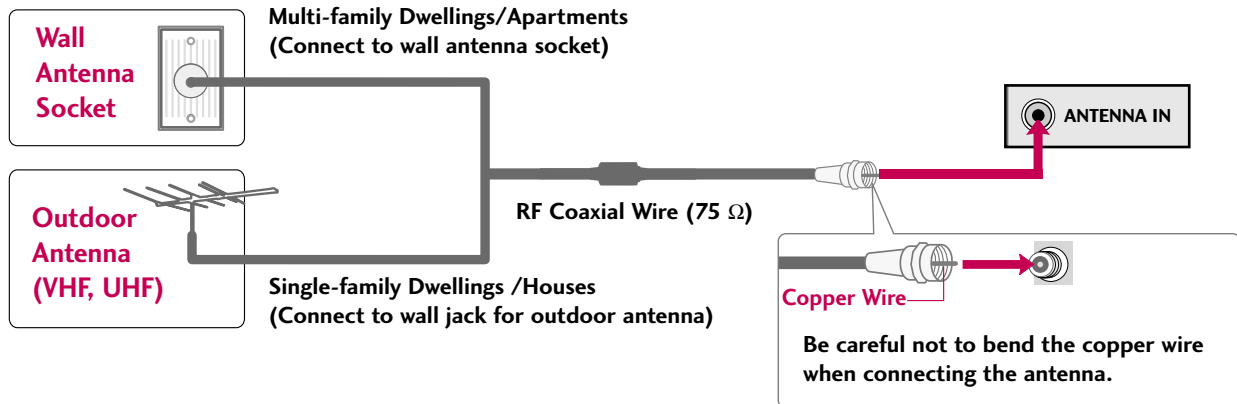 Multi-family Dwellings/Apartments
(Connect to wall antenna socket)
Wall
Antenna
Socket
ANTENNA IN
RF Coaxial Wire (75 Ω)
Outdoor
Antenna
(VHF, UHF)
Single-family Dwellings /Houses
(Connect to wall jack for outdoor antenna)
Copper Wire
Be careful not to bend the copper wire
when connecting the antenna.